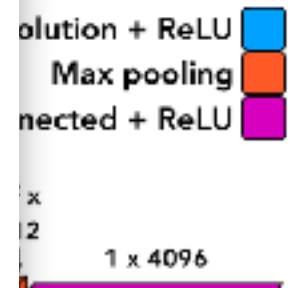 olution + ReLU
Max pooling
nected + ReLU
x
12
1 x 4096